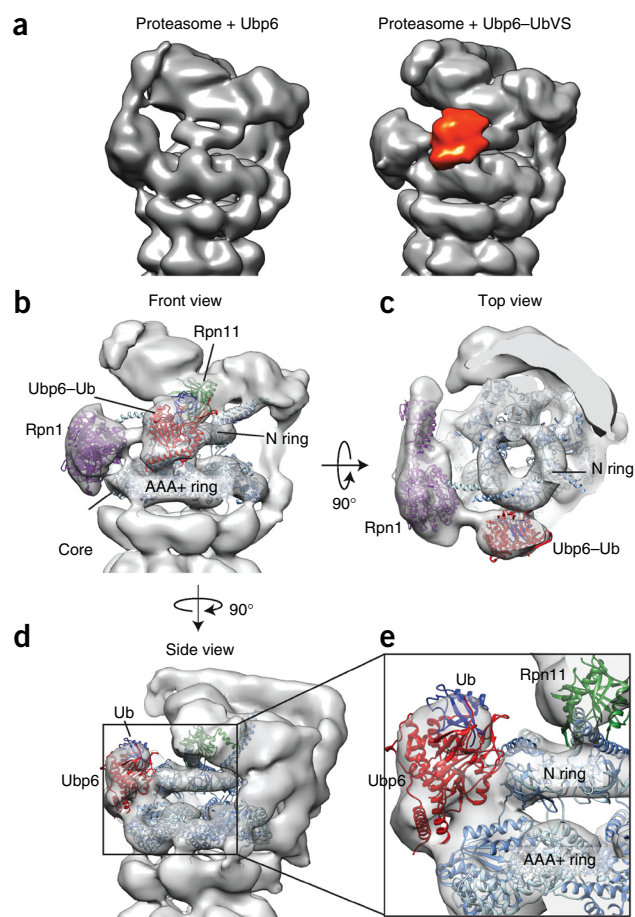 a
Proteasome + Ubp6
Proteasome + Ubp6–UbVS
b
Front view
Rpn11
Ubp6–Ub
Rpn1
N ring
AAA+ ring
Core
90°
c
Top view
N ring
Rpn1
Ubp6–Ub
90°
d
Side view
Ub
Ubp6
e
Ub
Rpn11
Ubp6
N ring
AAA+ ring